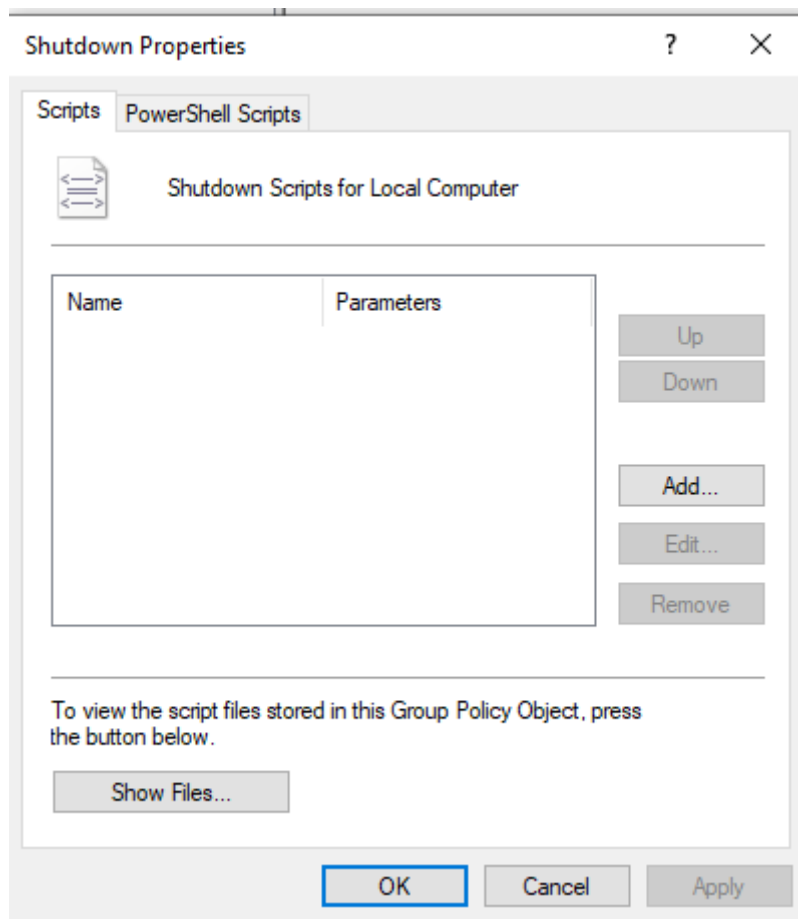 Shutdown Properties
?
Scripts
PowerShell Scripts
Shutdown Scripts for Local Computer
Name
Parameters
Up
Down
Add...
Edit...
Remove
To view the script files stored in this Group Policy Object, press
the button below.
Show Files...
OK
Cancel
Apply